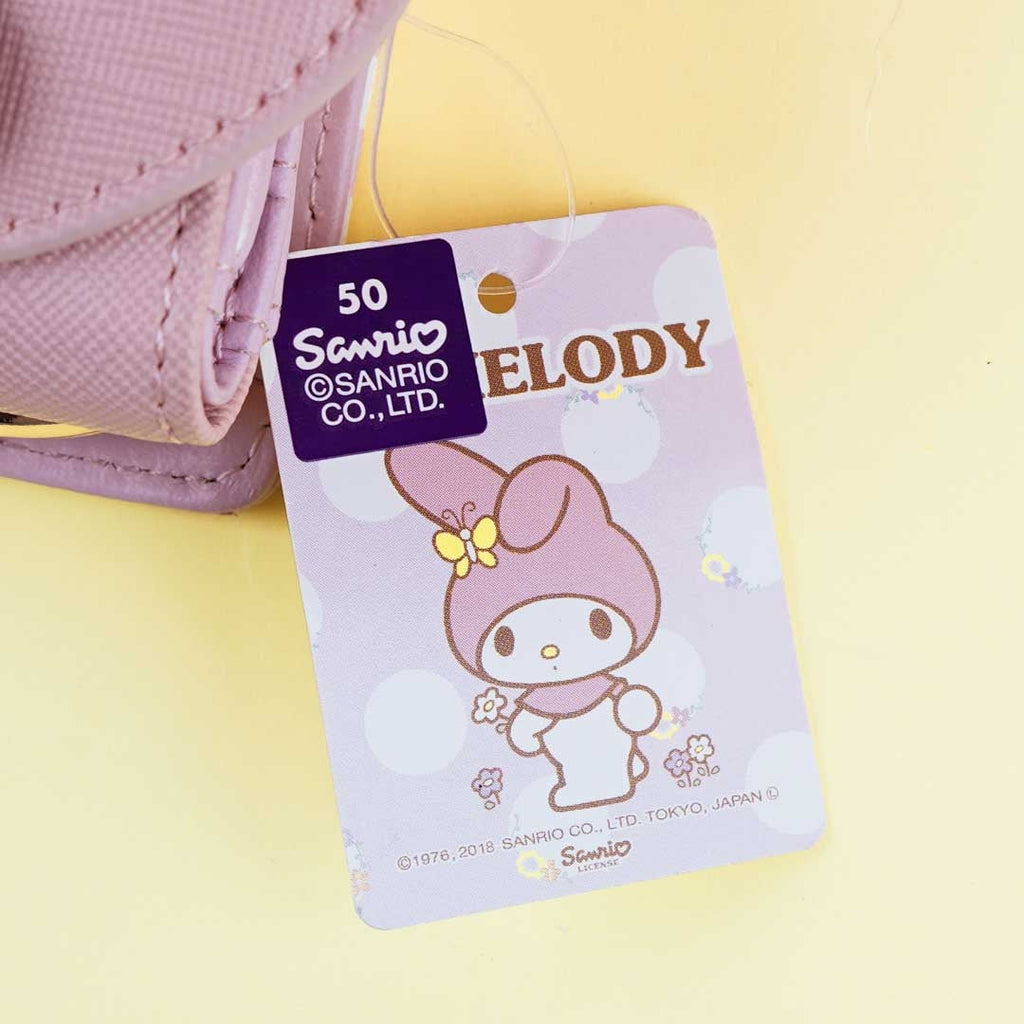 50
Sanrio
©SANRIO
CO.,LTD.
ELODY
©1976, 2018 SANRIO CO., LTD. TOKYO, JAPAN Ⓛ
Sanrio
LICENSE